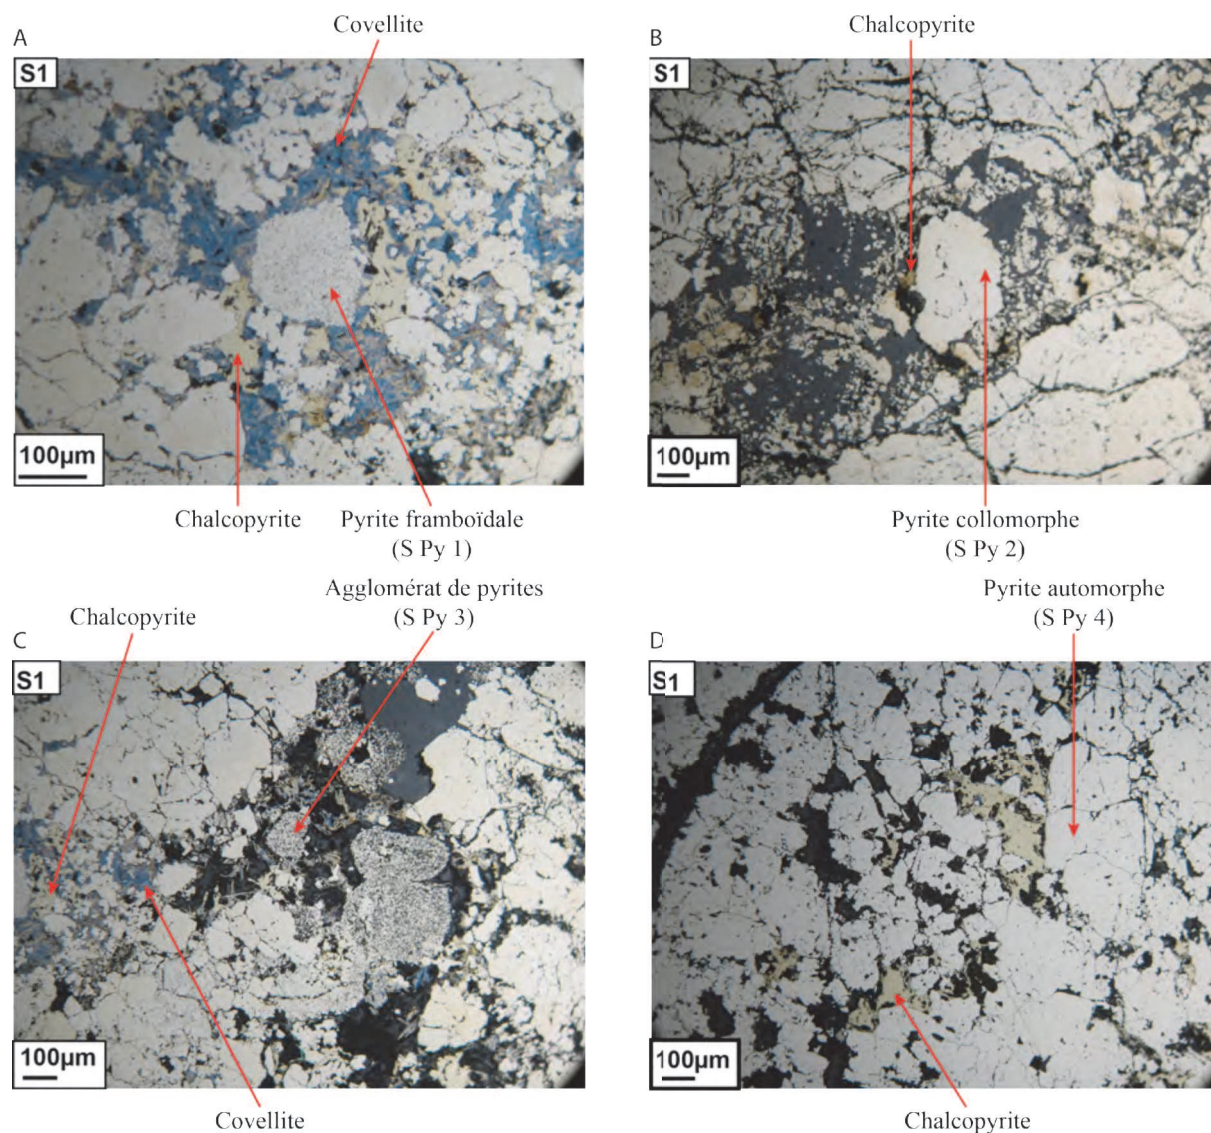 Covellite
A
S1
100µm
Chalcopyrite
Pyrite framboïdale
(S Py 1)
Chalcopyrite
B
S1
100µm
Pyrite collomorphe
(S Py 2)
Agglomérat de pyrites
(S Py 3)
Chalcopyrite
C
S1
100µm
Covellite
Pyrite automorphe
(S Py 4)
D
S1
100µm
Chalcopyrite